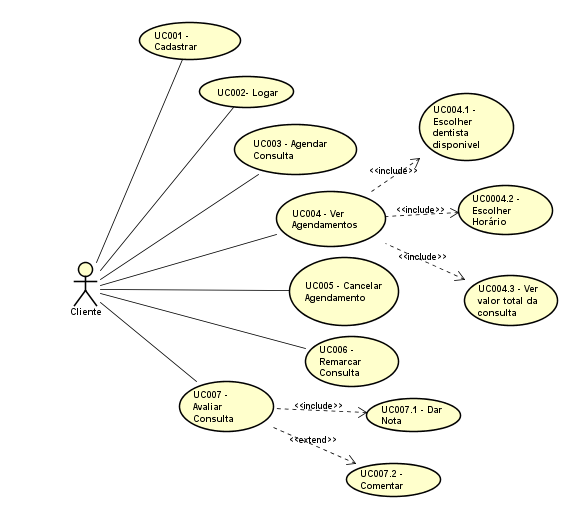 UC001 -
Cadastrar
UC002- Logar
UC003 - Agendar
Consulta
UC004.1 -
Escolher
dentista
disponivel
<<include>>
UC004 - Ver
Agendamentos
<<include>>
UC0004.2 -
Escolher
Horário
<<include>>
UC004.3 - Ver
valor total da
consulta
UC005 - Cancelar
Agendamento
Cliente
UC006 -
Remarcar
Consulta
UC007 -
Avaliar
Consulta
<<include>>
UC007.1 - Dar
Nota
<<extend>>
UC007.2 -
Comentar